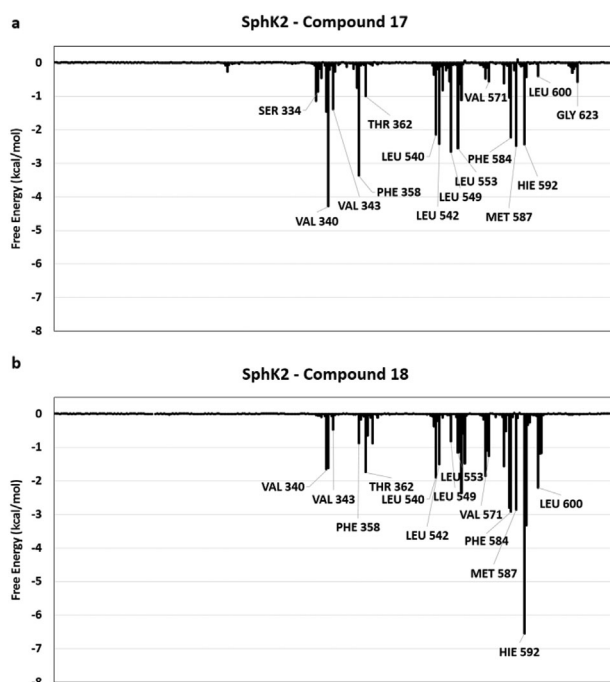 a
SphK2 - Compound 17
0
-1
-2
-3
-4
-5
-6
-7
-8
Free Energy (kcal/mol)
SER 334
THR 362
VAL 571
LEU 600
GLY 623
LEU 540
PHE 584
LEU 553
HIE 592
PHE 358
LEU 549
VAL 343
LEU 542
MET 587
VAL 340
b
SphK2 - Compound 18
0
-1
-2
-3
-4
-5
-6
-7
-8
Free Energy (kcal/mol)
VAL 340
THR 362
LEU 553
VAL 343
LEU 540
LEU 549
LEU 600
VAL 571
PHE 358
LEU 542
PHE 584
MET 587
HIE 592